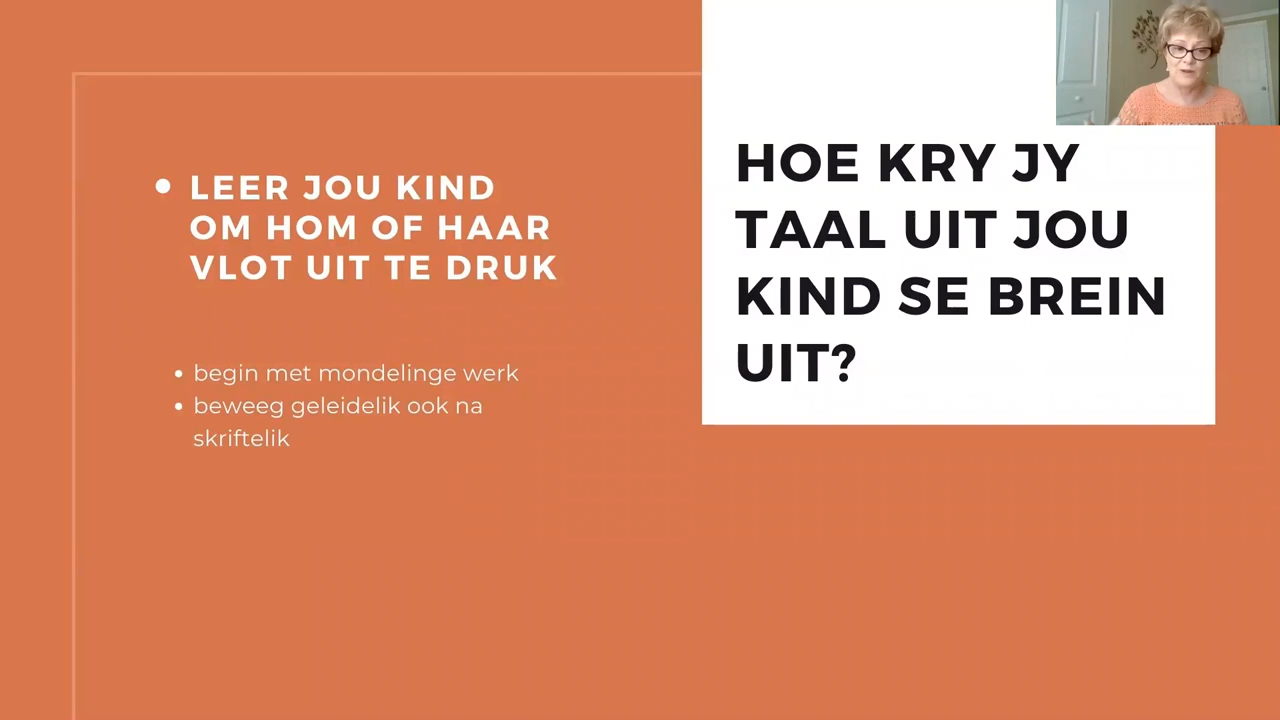 HOE KRY JY
TAAL UIT JOU
KIND SE BREIN
UIT?
• LEER JOU KIND
OM HOM OF HAAR
VLOT UIT TE DRUK
• begin met mondelinge werk
• beweeg geleidelik ook na
skriftelik